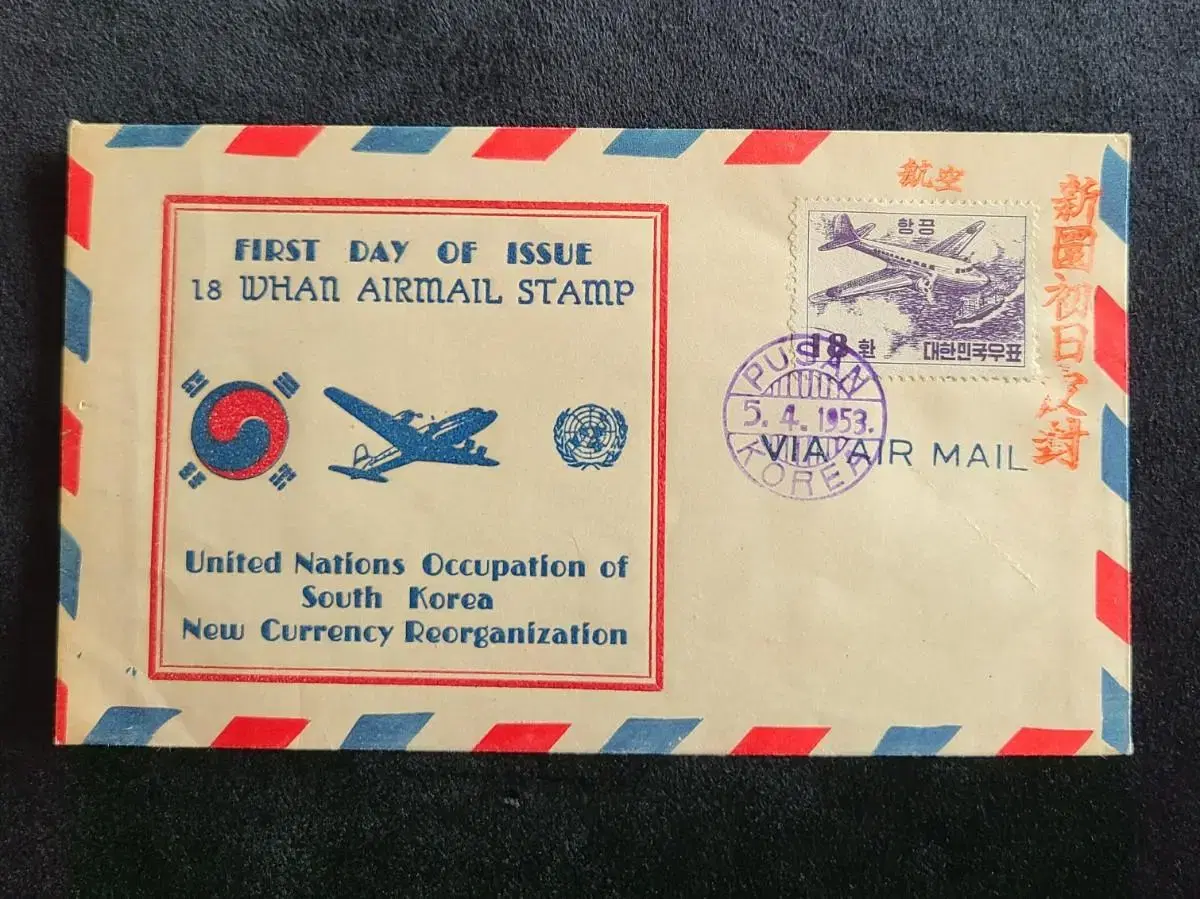 FIRST DAY OF ISSUE
18 WHAN AIRMAIL STAMP
United Nations Occupation of
South Korea
New Currency Reorganization
航空
항공
18 환 대한민국우표
PUSAN
5. 4. 1953.
KOREA
VIA AIR MAIL
新圜初日皮封